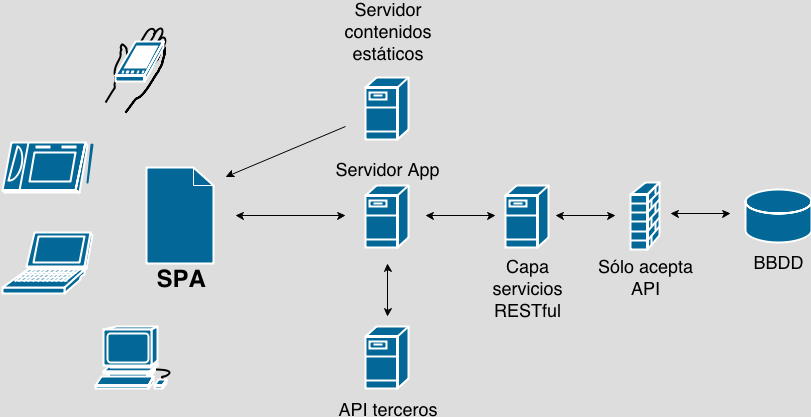 Servidor
contenidos
estáticos
Servidor App
SPA
Capa
servicios
RESTful
Sólo acepta
API
BBDD
API terceros